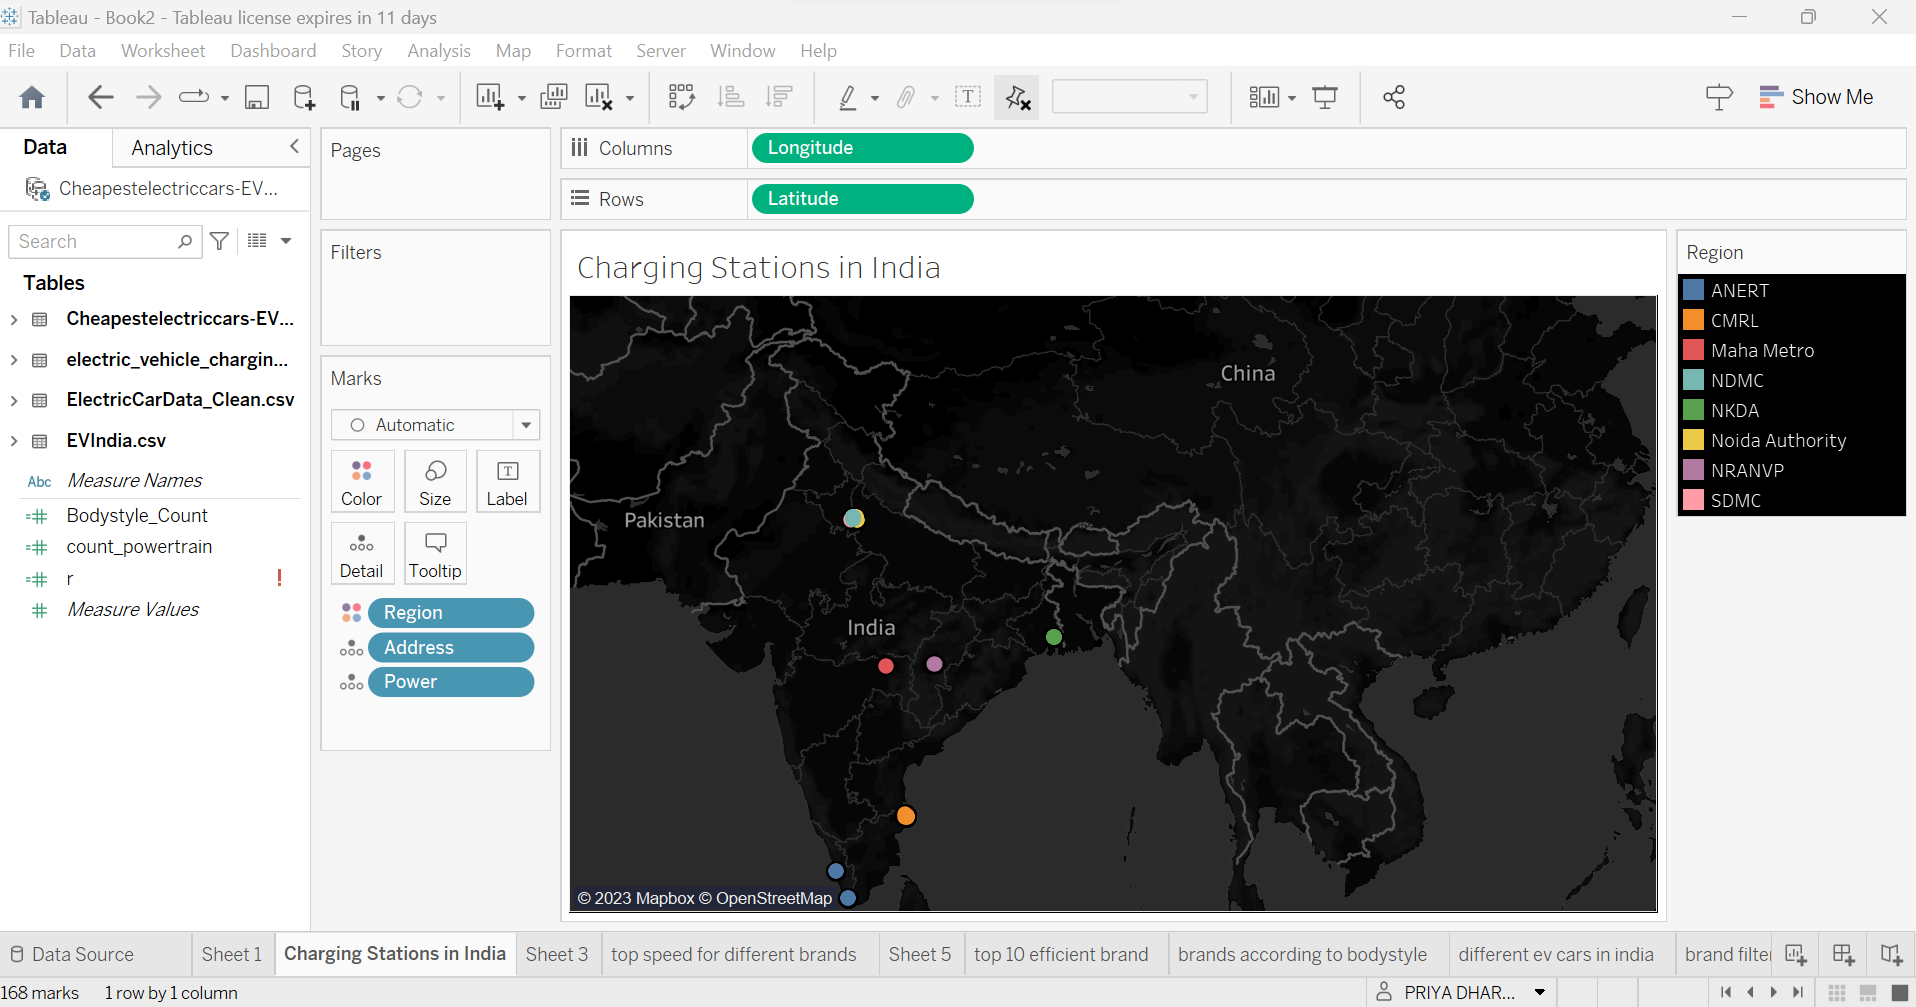 Tableau - Book2 - Tableau license expires in 11 days
File Data Worksheet Dashboard Story Analysis Map Format Server Window Help
Show Me
Data Analytics
Cheapestelectriccars-EV...
Search
Tables
Cheapestelectriccars-EV...
electric_vehicle_chargin...
ElectricCarData_Clean.csv
EVIndia.csv
Abc Measure Names
Bodystyle_Count
count_powertrain
r !
Measure Values
Pages
Filters
Marks
Automatic
Color Size Label
Detail Tooltip
Region
Address
Power
Columns Longitude
Rows Latitude
Charging Stations in India
China
Pakistan
India
© 2023 Mapbox © OpenStreetMap
Region
ANERT
CMRL
Maha Metro
NDMC
NKDA
Noida Authority
NRANVP
SDMC
Data Source Sheet 1 Charging Stations in India Sheet 3 top speed for different brands Sheet 5 top 10 efficient brand brands according to bodystyle different ev cars in india brand filte
168 marks 1 row by 1 column PRIYA DHAR...